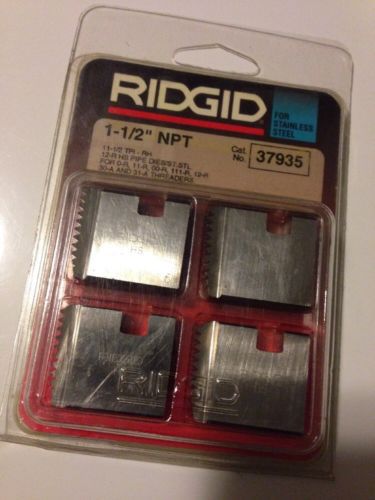 RIDGID
FOR
STAINLESS
STEEL
1-1/2" NPT
11-1/2 TPI - RH
12-R HS PIPE DIES/ST.STL.
FOR 0-R, 11-R, 00-R, 111-R, 12-R
30-A AND 31-A THREADERS
Cat.
No. 37935
RIDGID